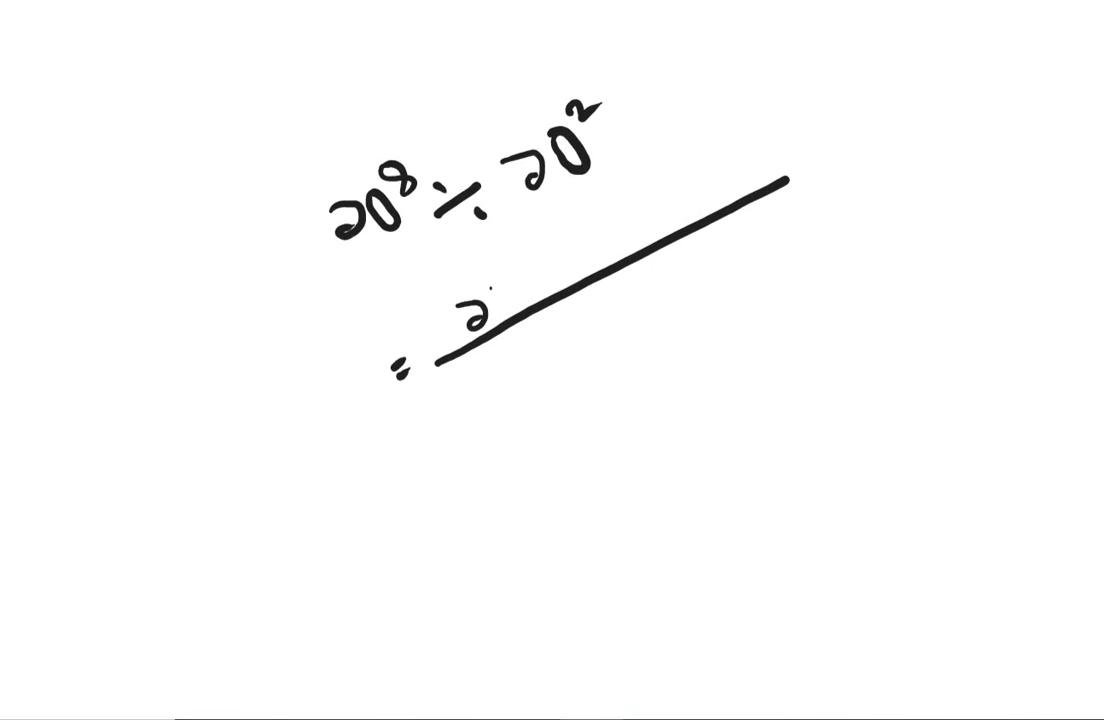 20⁸ ÷ 20²
= 2